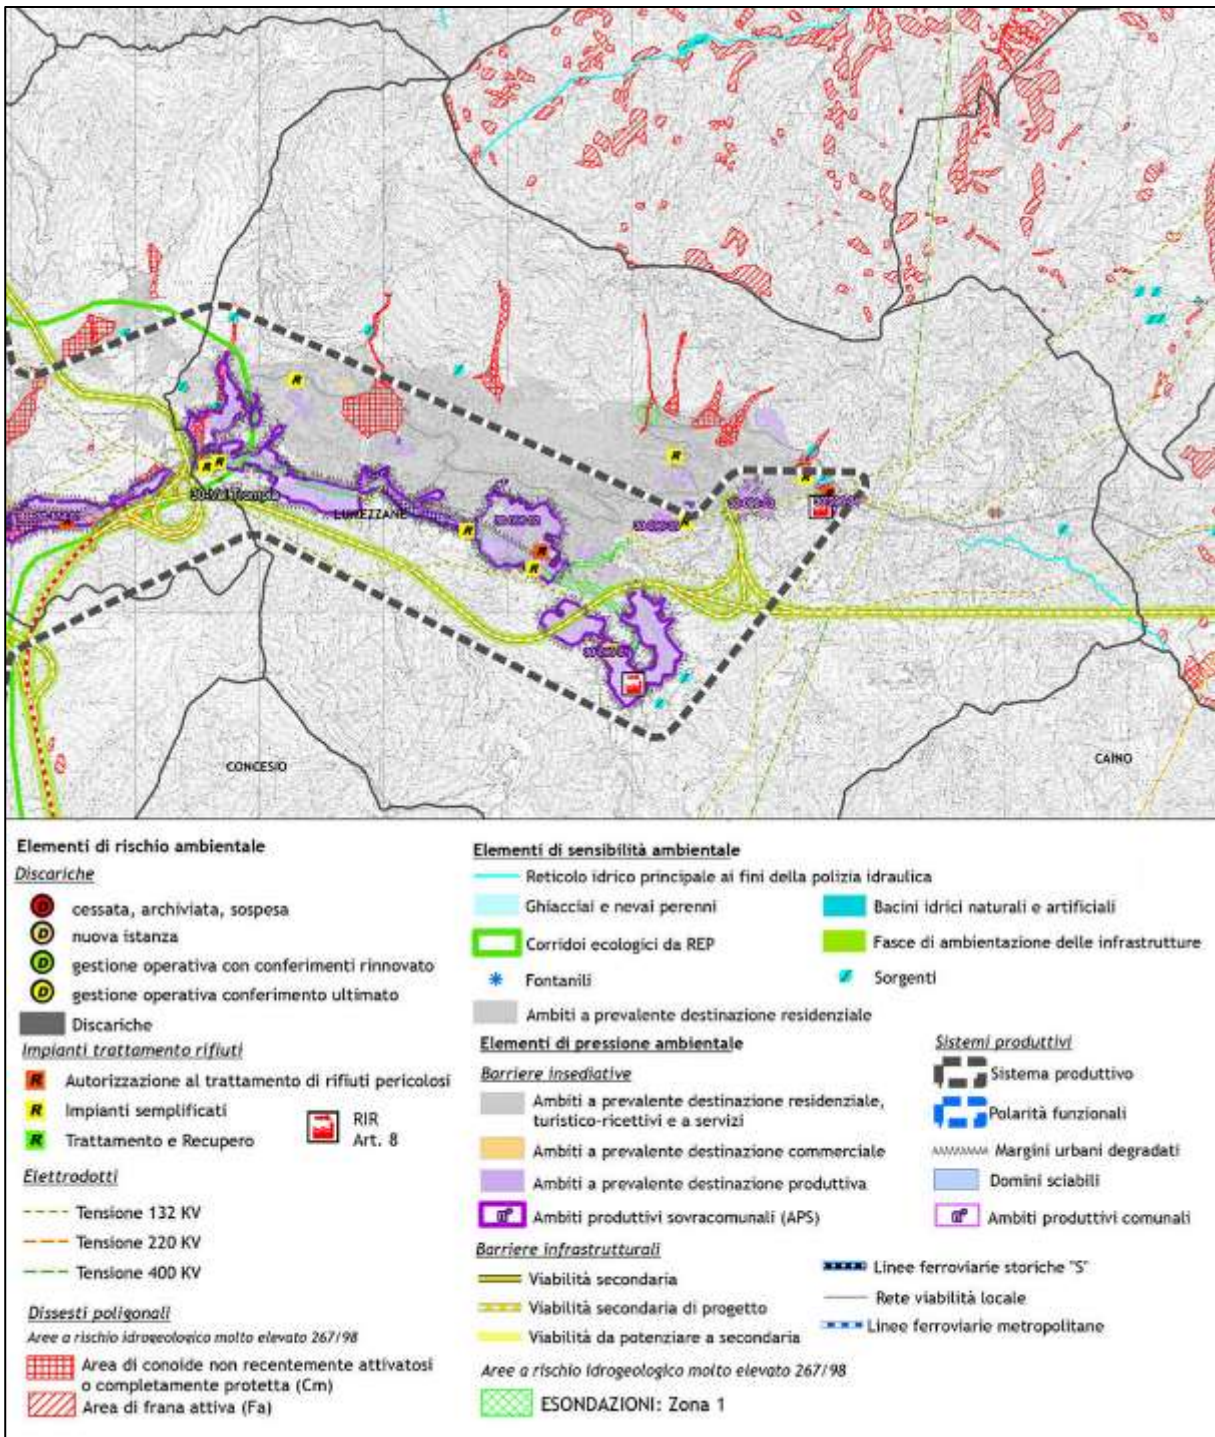 30-Val Trompia
LUMEZZANE
CONCESIO
CAINO
R
R
R
R
R
R
R
R
Elementi di rischio ambientale
Discariche
D cessata, archiviata, sospesa
D nuova istanza
D gestione operativa con conferimenti rinnovato
D gestione operativa conferimento ultimato
Discariche
Impianti trattamento rifiuti
R Autorizzazione al trattamento di rifiuti pericolosi
R Impianti semplificati
R Trattamento e Recupero
RIR
Art. 8
Elettrodotti
Tensione 132 KV
Tensione 220 KV
Tensione 400 KV
Dissesti poligonali
Aree a rischio idrogeologico molto elevato 267/98
Area di conoide non recentemente attivatosi
o completamente protetta (Cm)
Area di frana attiva (Fa)
Elementi di sensibilità ambientale
Reticolo idrico principale ai fini della polizia idraulica
Ghiacciai e nevai perenni
Bacini idrici naturali e artificiali
Corridoi ecologici da REP
Fasce di ambientazione delle infrastrutture
Fontanili
Sorgenti
Ambiti a prevalente destinazione residenziale
Elementi di pressione ambientale
Barriere insediative
Ambiti a prevalente destinazione residenziale,
turistico-ricettivi e a servizi
Ambiti a prevalente destinazione commerciale
Ambiti a prevalente destinazione produttiva
Ambiti produttivi sovracomunali (APS)
Sistemi produttivi
Sistema produttivo
Polarità funzionali
Margini urbani degradati
Domini sciabili
Ambiti produttivi comunali
Barriere infrastrutturali
Viabilità secondaria
Viabilità secondaria di progetto
Viabilità da potenziare a secondaria
Linee ferroviarie storiche "S"
Rete viabilità locale
Linee ferroviarie metropolitane
Aree a rischio idrogeologico molto elevato 267/98
ESONDAZIONI: Zona 1